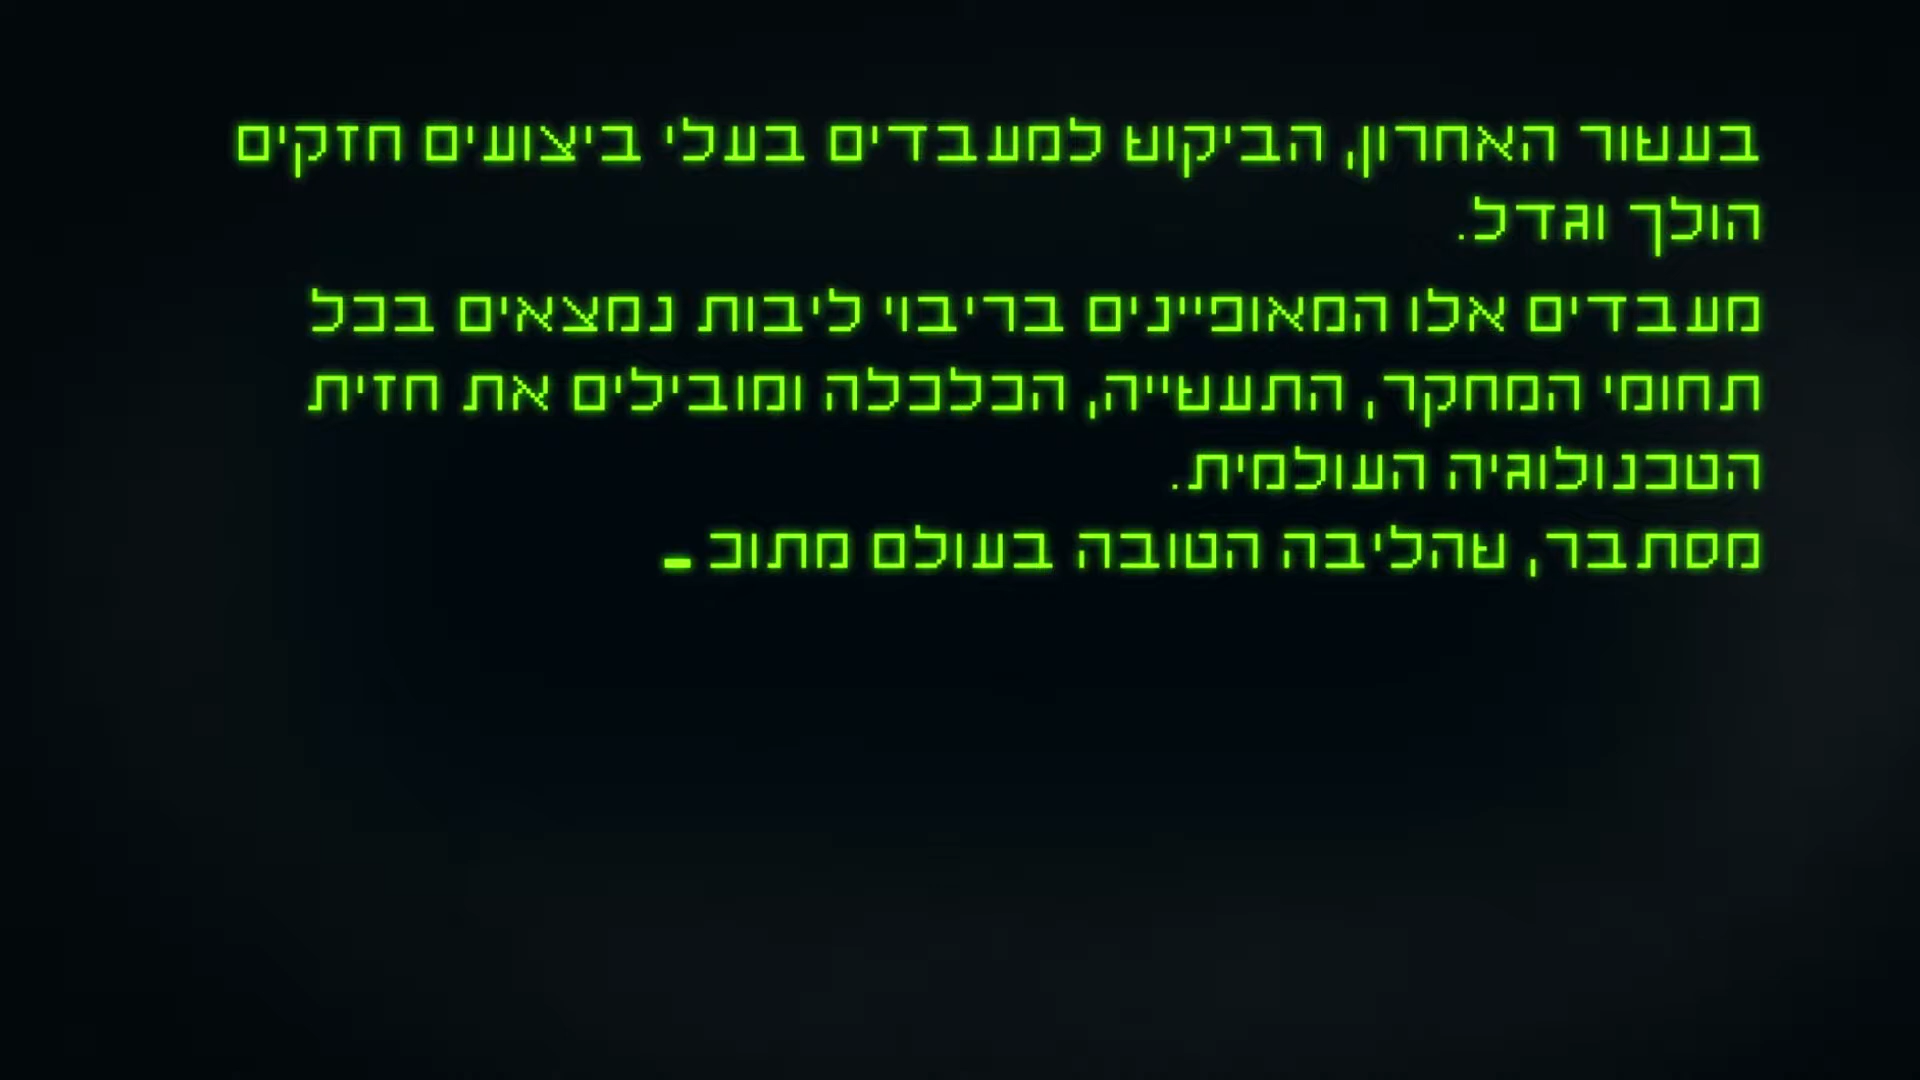 בעשור האחרון, הביקוש למעבדים בעלי ביצועים חזקים
הולך וגדל.
מעבדים אלו המאופיינים בריבוי ליבות נמצאים בכל
תחומי המחקר, התעשייה, הכלכלה ומובילים את חזית
הטכנולוגיה העולמית.
מסתבר, שהליבה הטובה בעולם מתוכ